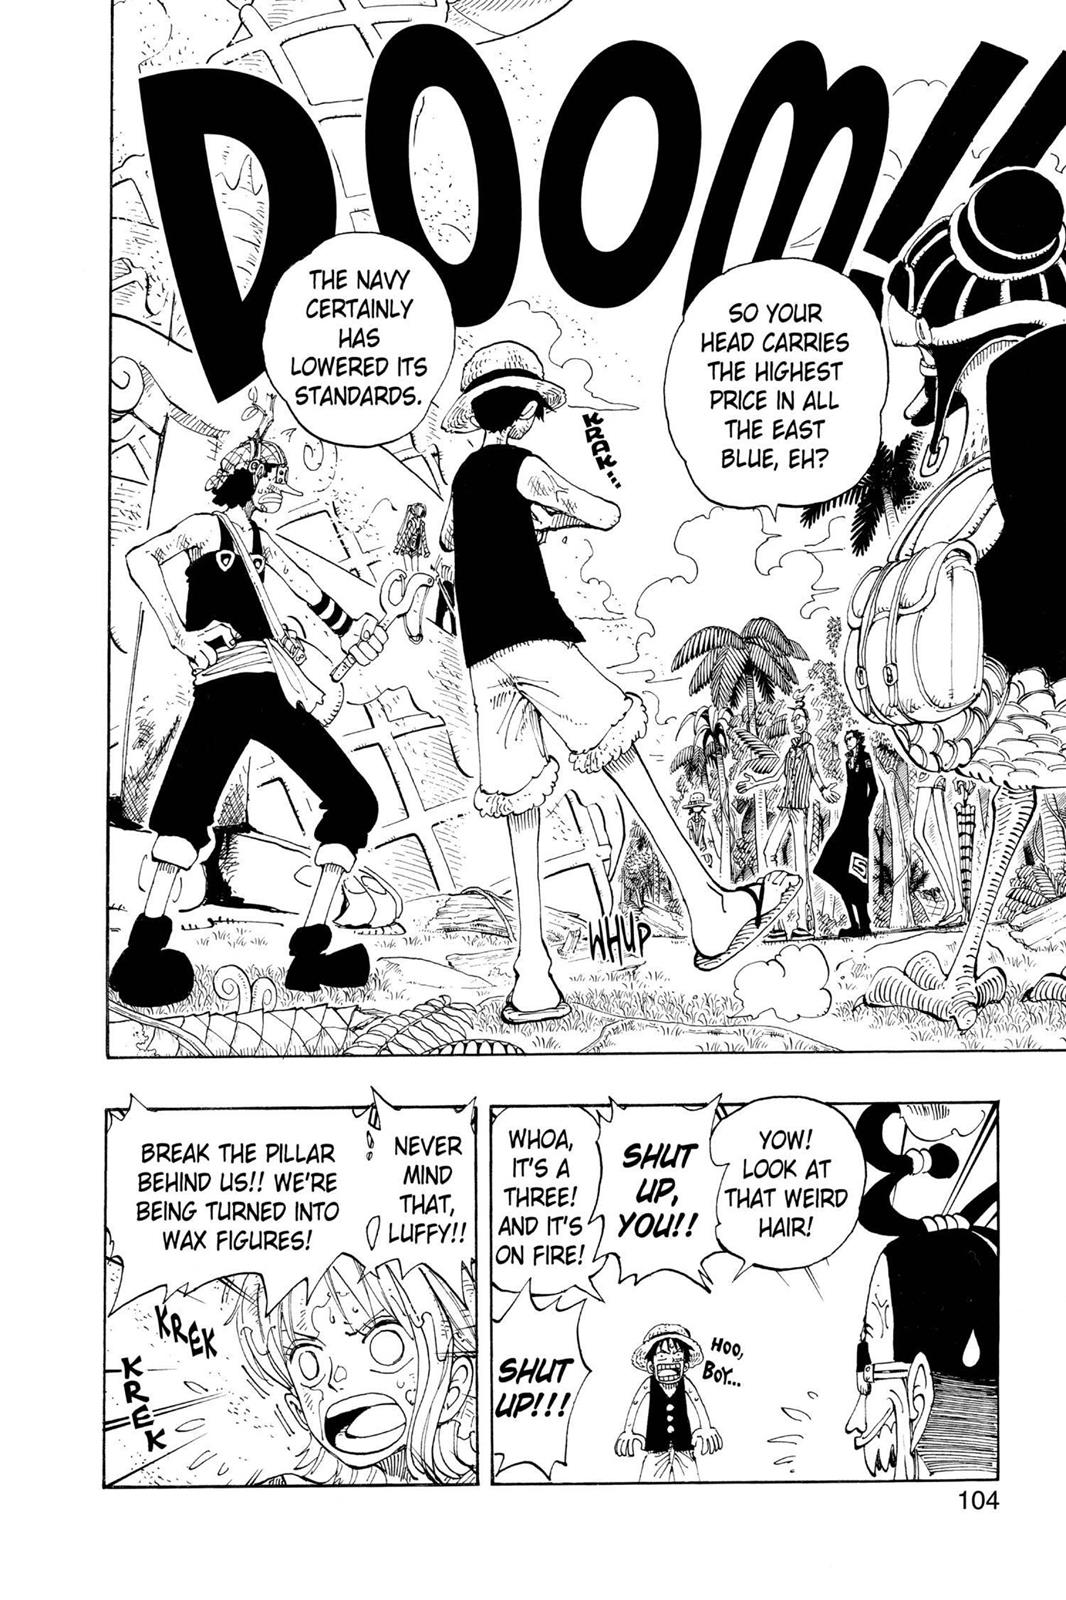 DOOM!!
SO YOUR
HEAD CARRIES
THE HIGHEST
PRICE IN ALL
THE EAST
BLUE, EH?
KRAK...
THE NAVY
CERTAINLY
HAS
LOWERED ITS
STANDARDS.
WHUP
5
YOW!
LOOK AT
THAT WEIRD
HAIR!
SHUT
UP,
YOU!!
WHOA,
IT'S A
THREE!
AND IT'S
ON FIRE!
HOO,
BOY...
SHUT
UP!!!
NEVER
MIND
THAT,
LUFFY!!
BREAK THE PILLAR
BEHIND US!! WE'RE
BEING TURNED INTO
WAX FIGURES!
KREK
KREK
104